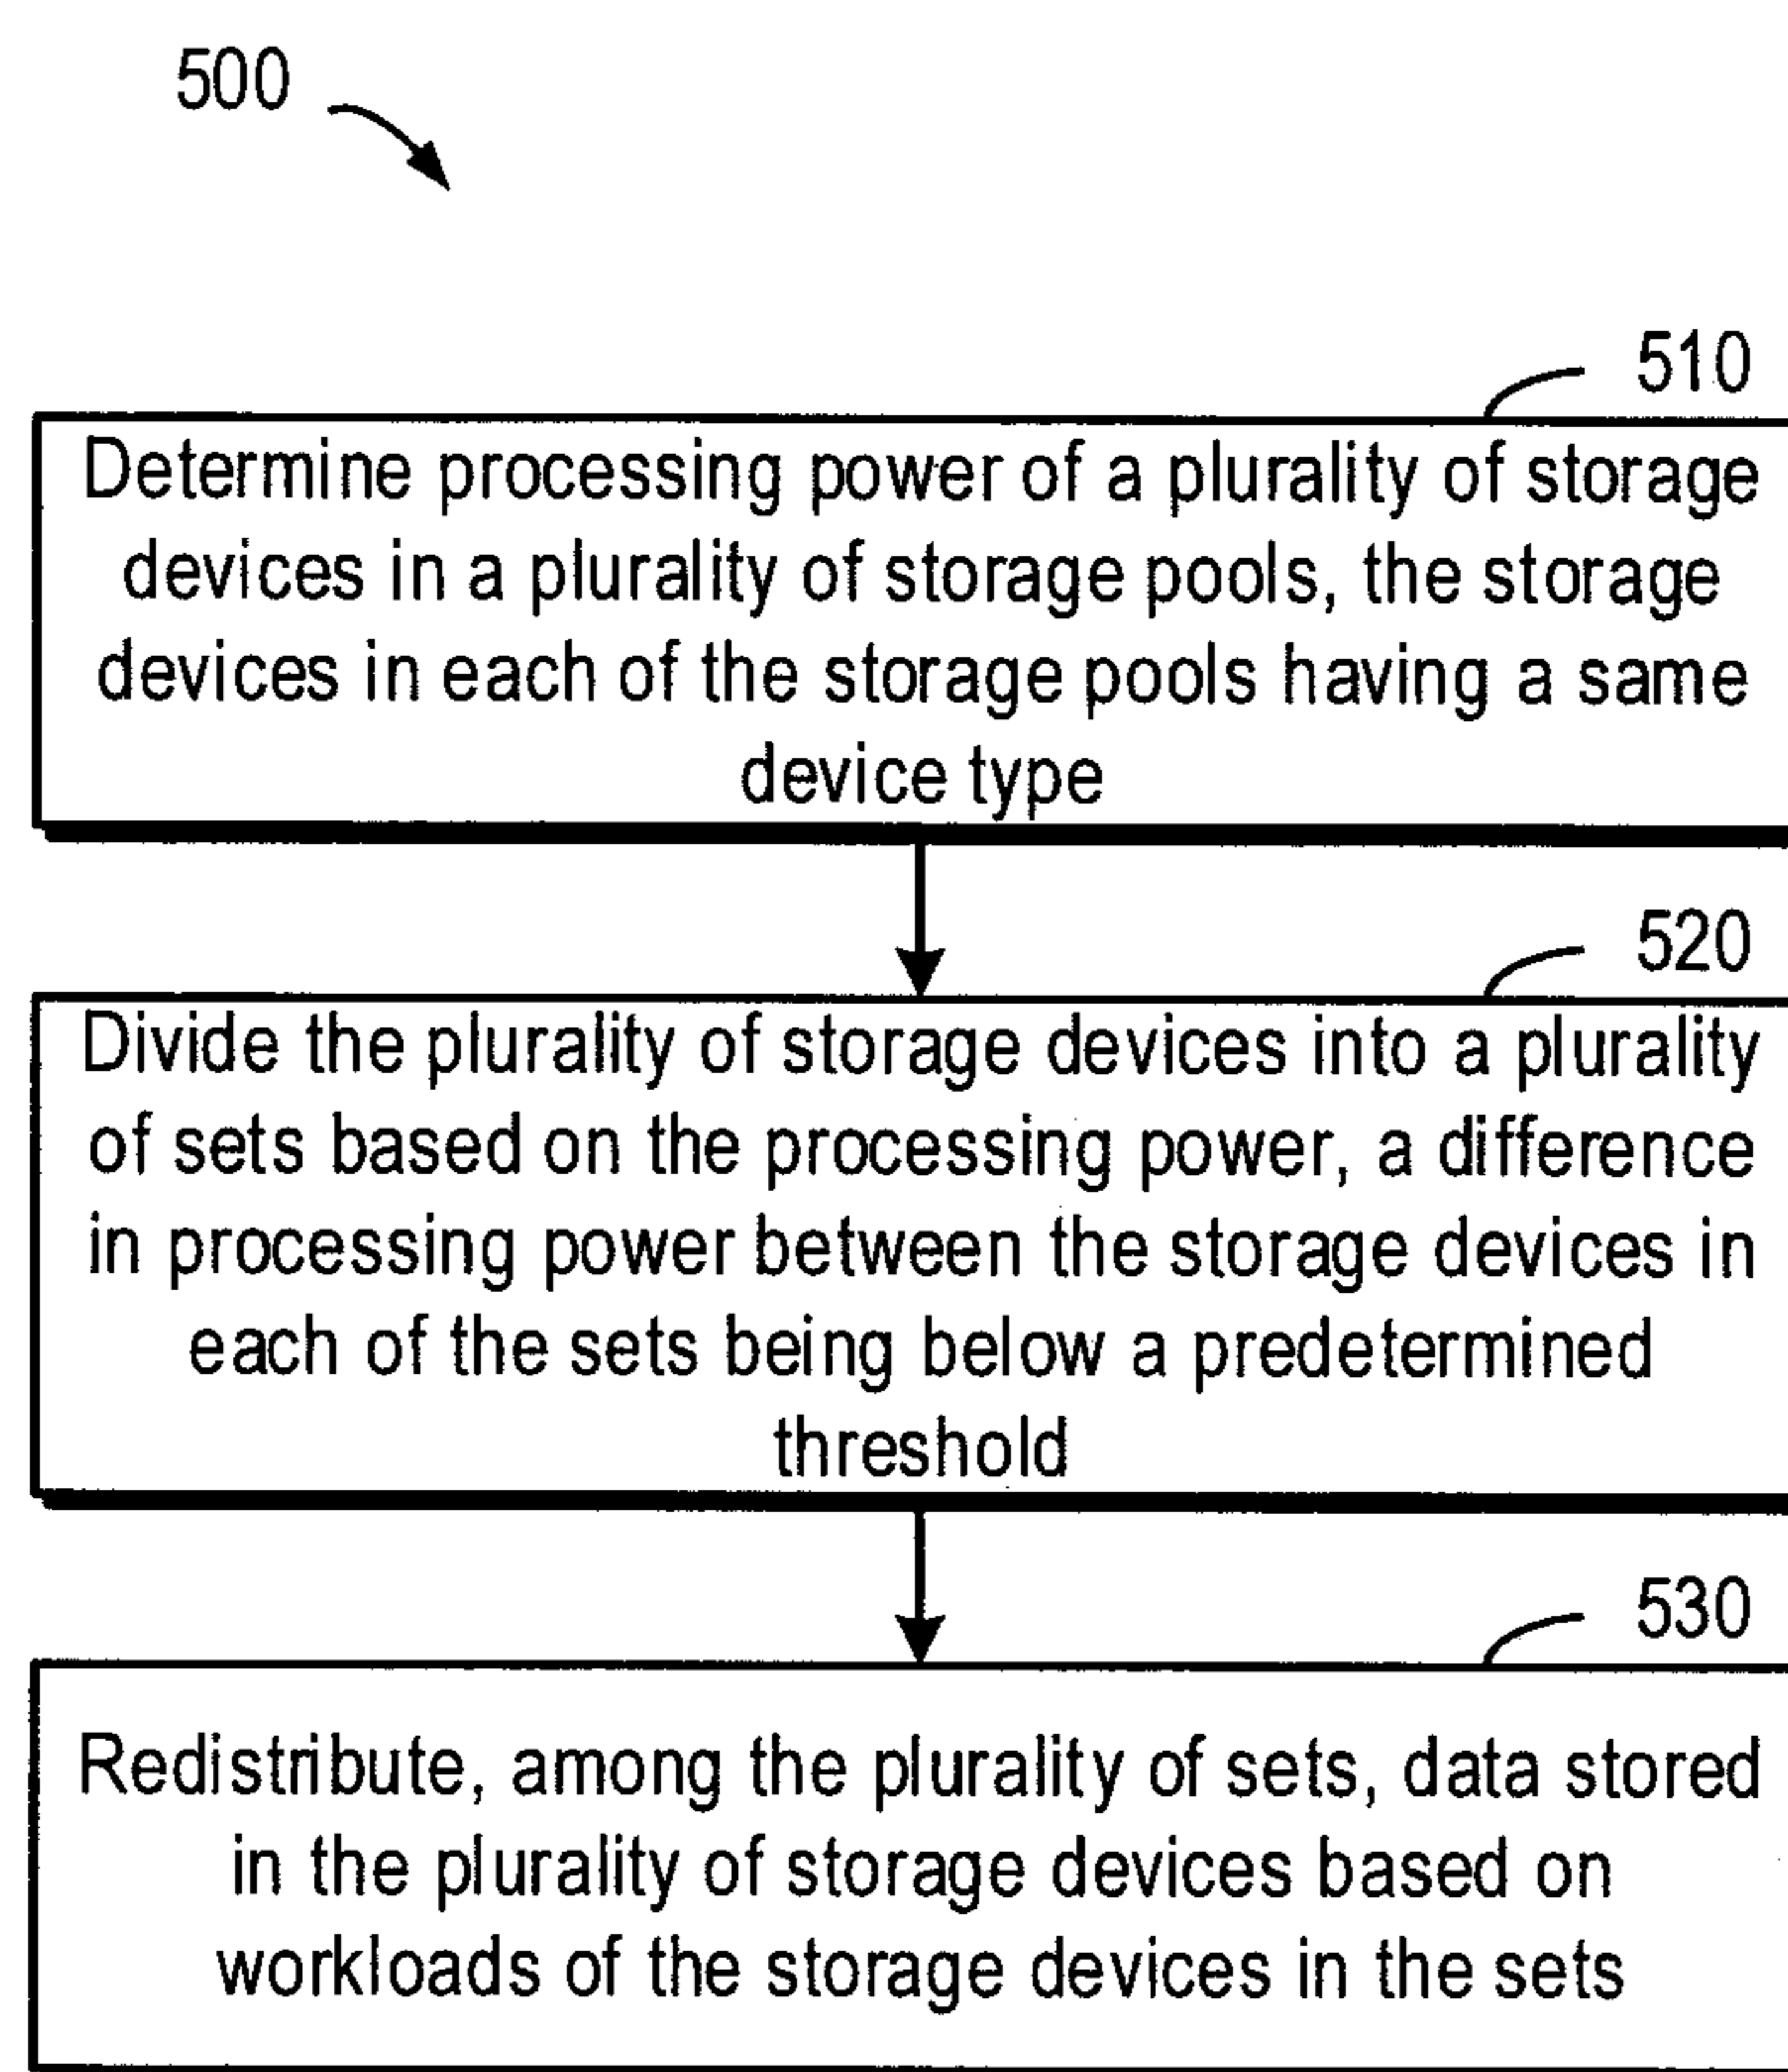 500
510
Determine processing power of a plurality of storage
devices in a plurality of storage pools, the storage
devices in each of the storage pools having a same
device type
520
Divide the plurality of storage devices into a plurality
of sets based on the processing power, a difference
in processing power between the storage devices in
each of the sets being below a predetermined
threshold
530
Redistribute, among the plurality of sets, data stored
in the plurality of storage devices based on
workloads of the storage devices in the sets